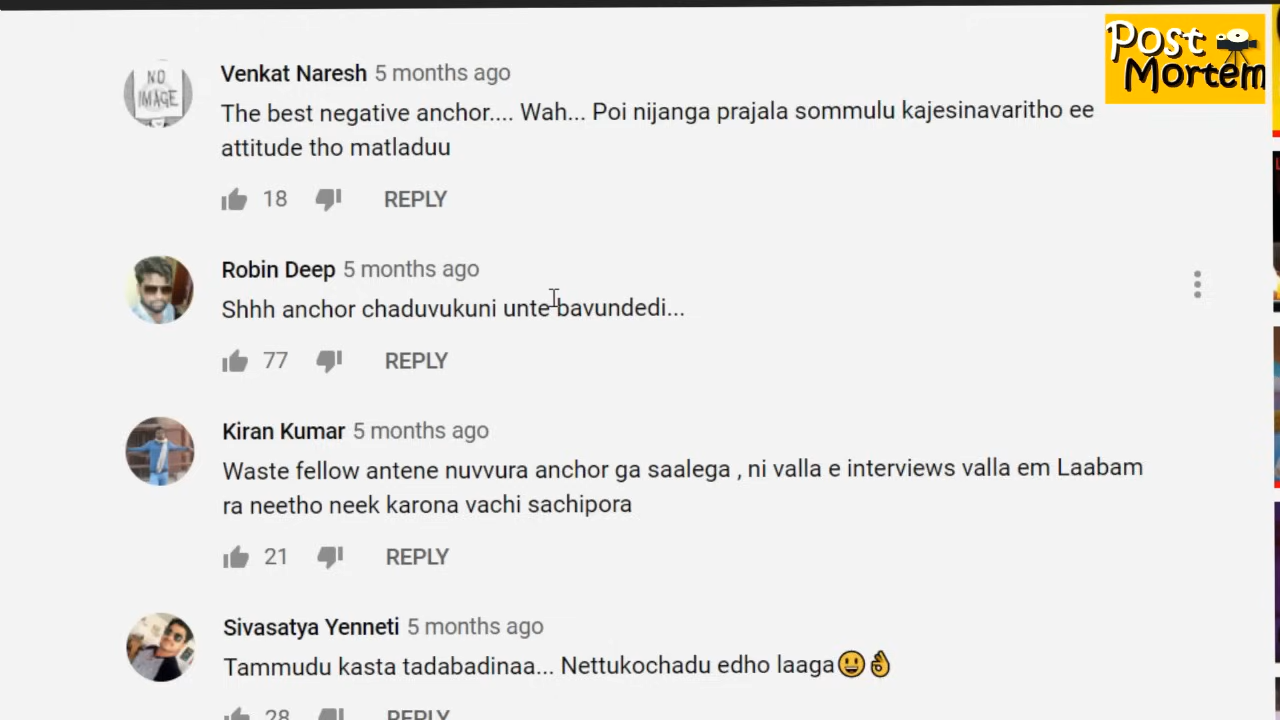 Post
Mortem
NO
IMAGE
Venkat Naresh 5 months ago
The best negative anchor.... Wah... Poi nijanga prajala sommulu kajesinavaritho ee
attitude tho matladuu
18 REPLY
Robin Deep 5 months ago
Shhh anchor chaduvukuni unte bavundedi...
77 REPLY
Kiran Kumar 5 months ago
Waste fellow antene nuvvura anchor ga saalega , ni valla e interviews valla em Laabam
ra neetho neek karona vachi sachipora
21 REPLY
Sivasatya Yenneti 5 months ago
Tammudu kasta tadabadinaa... Nettukochadu edho laaga😃👌
28 REPLY